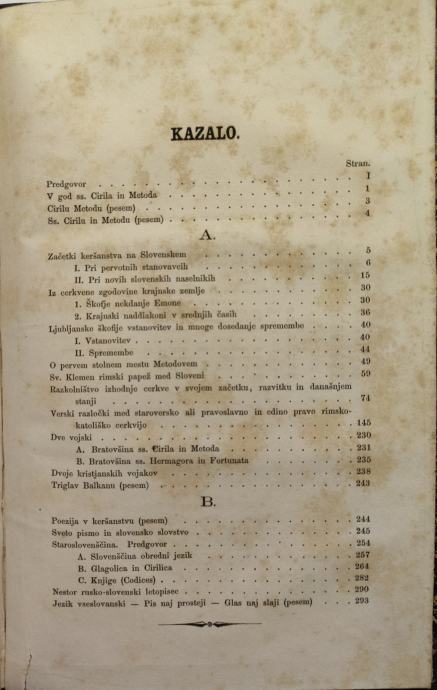 KAZALO.
Stran.
Predgovor . . . . . . . . . . . . . . . . I
V god ss. Cirila in Metoda . . . . . . . . . . . . 1
Cirilu Metodu (pesem) . . . . . . . . . . . . 3
Ss. Cirilu in Metodu (pesem) . . . . . . . . . . . 4
A.
Začetki keršanstva na Slovenskem . . . . . . . . . . 5
I. Pri pervotnih stanovavcih . . . . . . . . . . 6
II. Pri novih slovenskih naselnikih . . . . . . . . . 15
Iz cerkvene zgodovine krajnske zemlje . . . . . . . . . 30
1. Škofje nekdanje Emone . . . . . . . . . . . 30
2. Krajnski naddiakoni v srednjih časih . . . . . . . . 36
Ljubljanske škofije vstanovitev in mnoge dosedanje spremembe . . . . 40
I. Vstanovitev . . . . . . . . . . . . . 40
II. Spremembe . . . . . . . . . . . . . 44
O pervem stolnem mestu Metodovem . . . . . . . . . 49
Sv. Klemen rimski papež med Sloveni . . . . . . . . . 59
Razkolništvo izhodnje cerkve v svojem začetku, razvitku in današnjem
stanji . . . . . . . . . . . . . . . 74
Verski razločki med staroversko ali pravoslavno in edino pravo rimsko-
katoliško cerkvijo . . . . . . . . . . . . 145
Dve vojski . . . . . . . . . . . . . . . 230
A. Bratovšina ss. Cirila in Metoda . . . . . . . . . 231
B. Bratovšina ss. Hermagora in Fortunata . . . . . . . 235
Dvoje kristjanskih vojakov . . . . . . . . . . . 238
Triglav Balkanu (pesem) . . . . . . . . . . . . 243
B.
Poezija v keršanstvu (pesem) . . . . . . . . . . . 244
Sveto pismo in slovensko slovstvo . . . . . . . . . . 245
Staroslovenščina. Predgovor . . . . . . . . . . . 254
A. Slovenščina obredni jezik . . . . . . . . . . 257
B. Glagolica in Cirilica . . . . . . . . . . . 264
C. Knjige (Codices) . . . . . . . . . . . . 282
Nestor rusko-slovenski letopisec . . . . . . . . . . 290
Jezik vseslovanski — Pis naj prosteji — Glas naj slaji (pesem) . . . 293